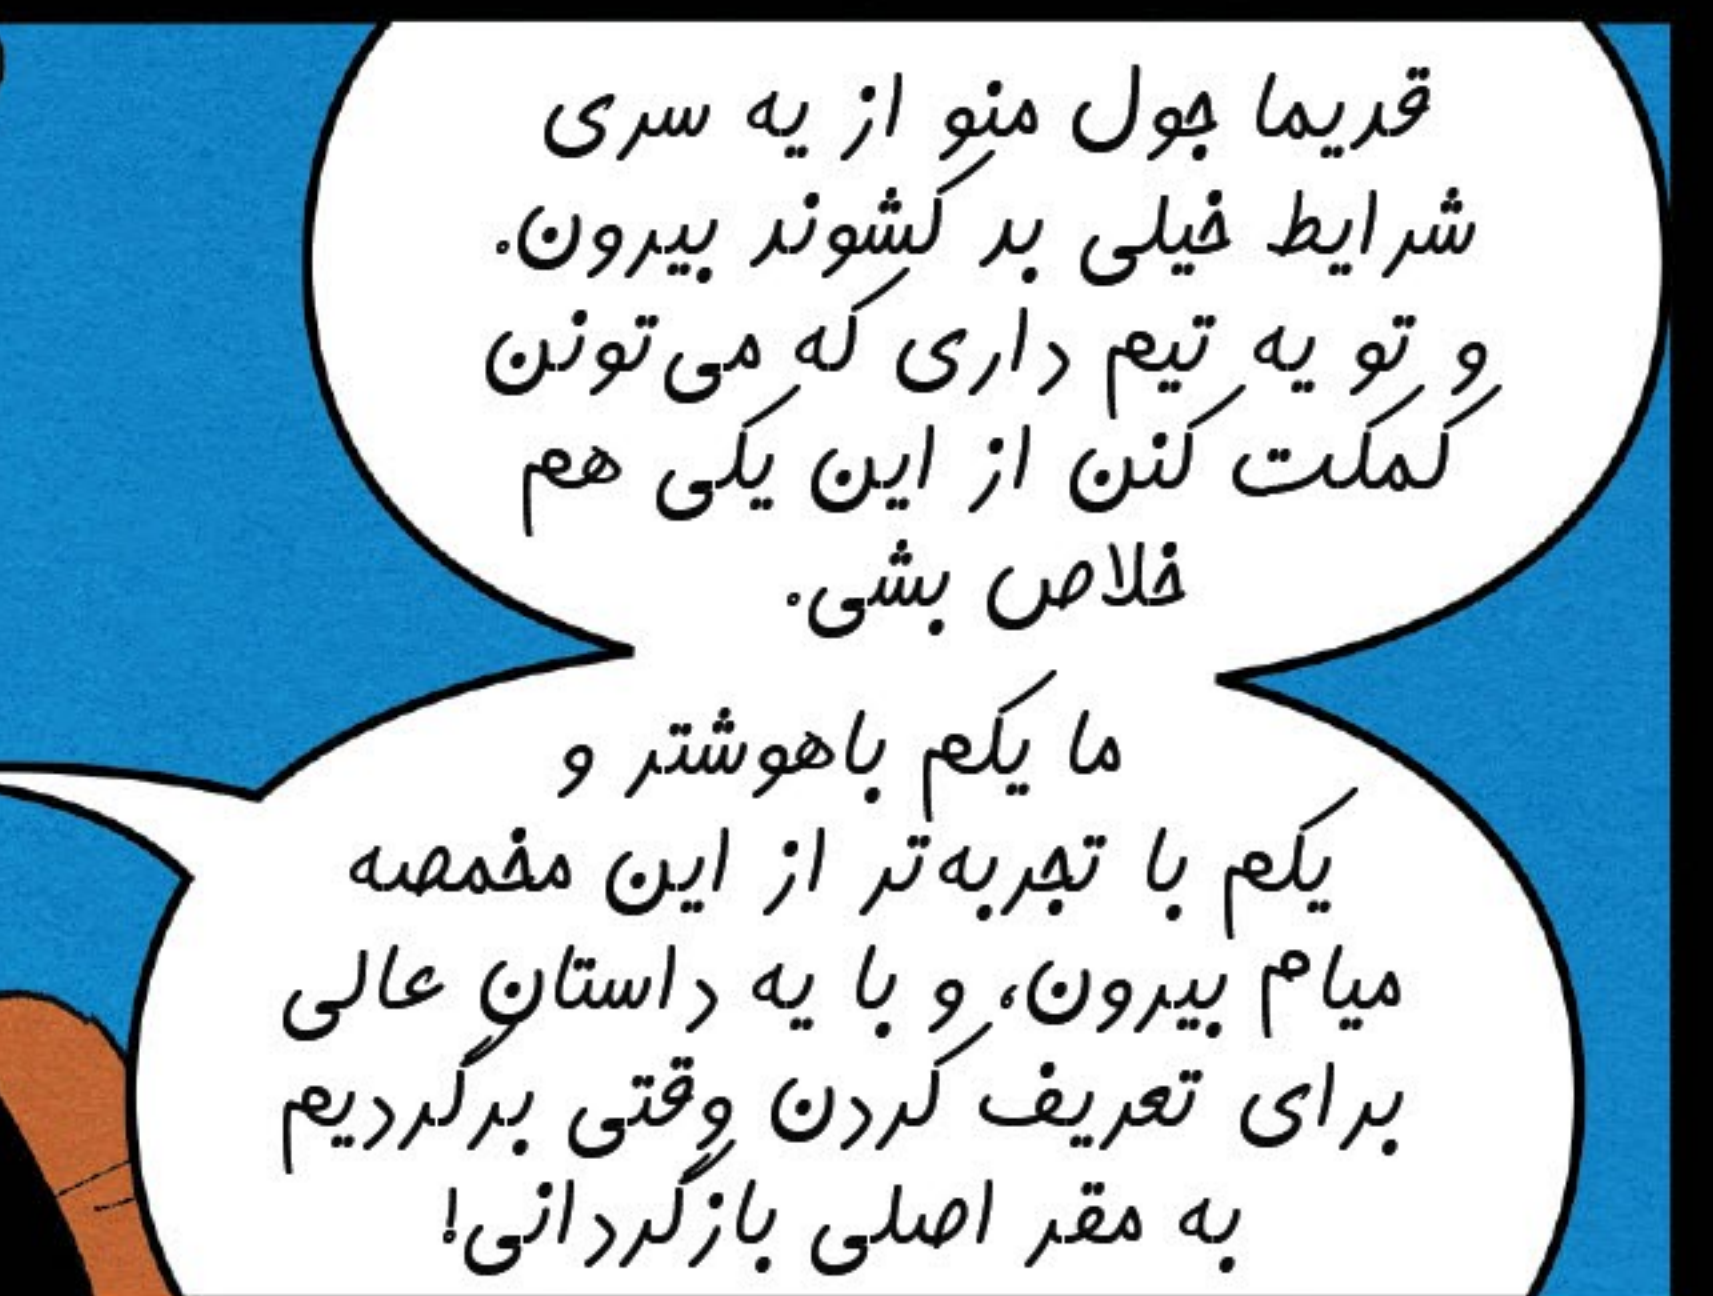 قدیما جول منو از یه سری
شرایط خیلی بد کشوند بیرون.
و تو یه تیم داری که می‌تونن
کمکت کنن از این یکی هم
خلاص بشی.
ما یکم باهوشتر و
یکم با تجربه‌تر از این مخمصه
میام بیرون، و با یه داستان عالی
برای تعریف کردن وقتی برگردیم
به مقر اصلی بازگردانی!